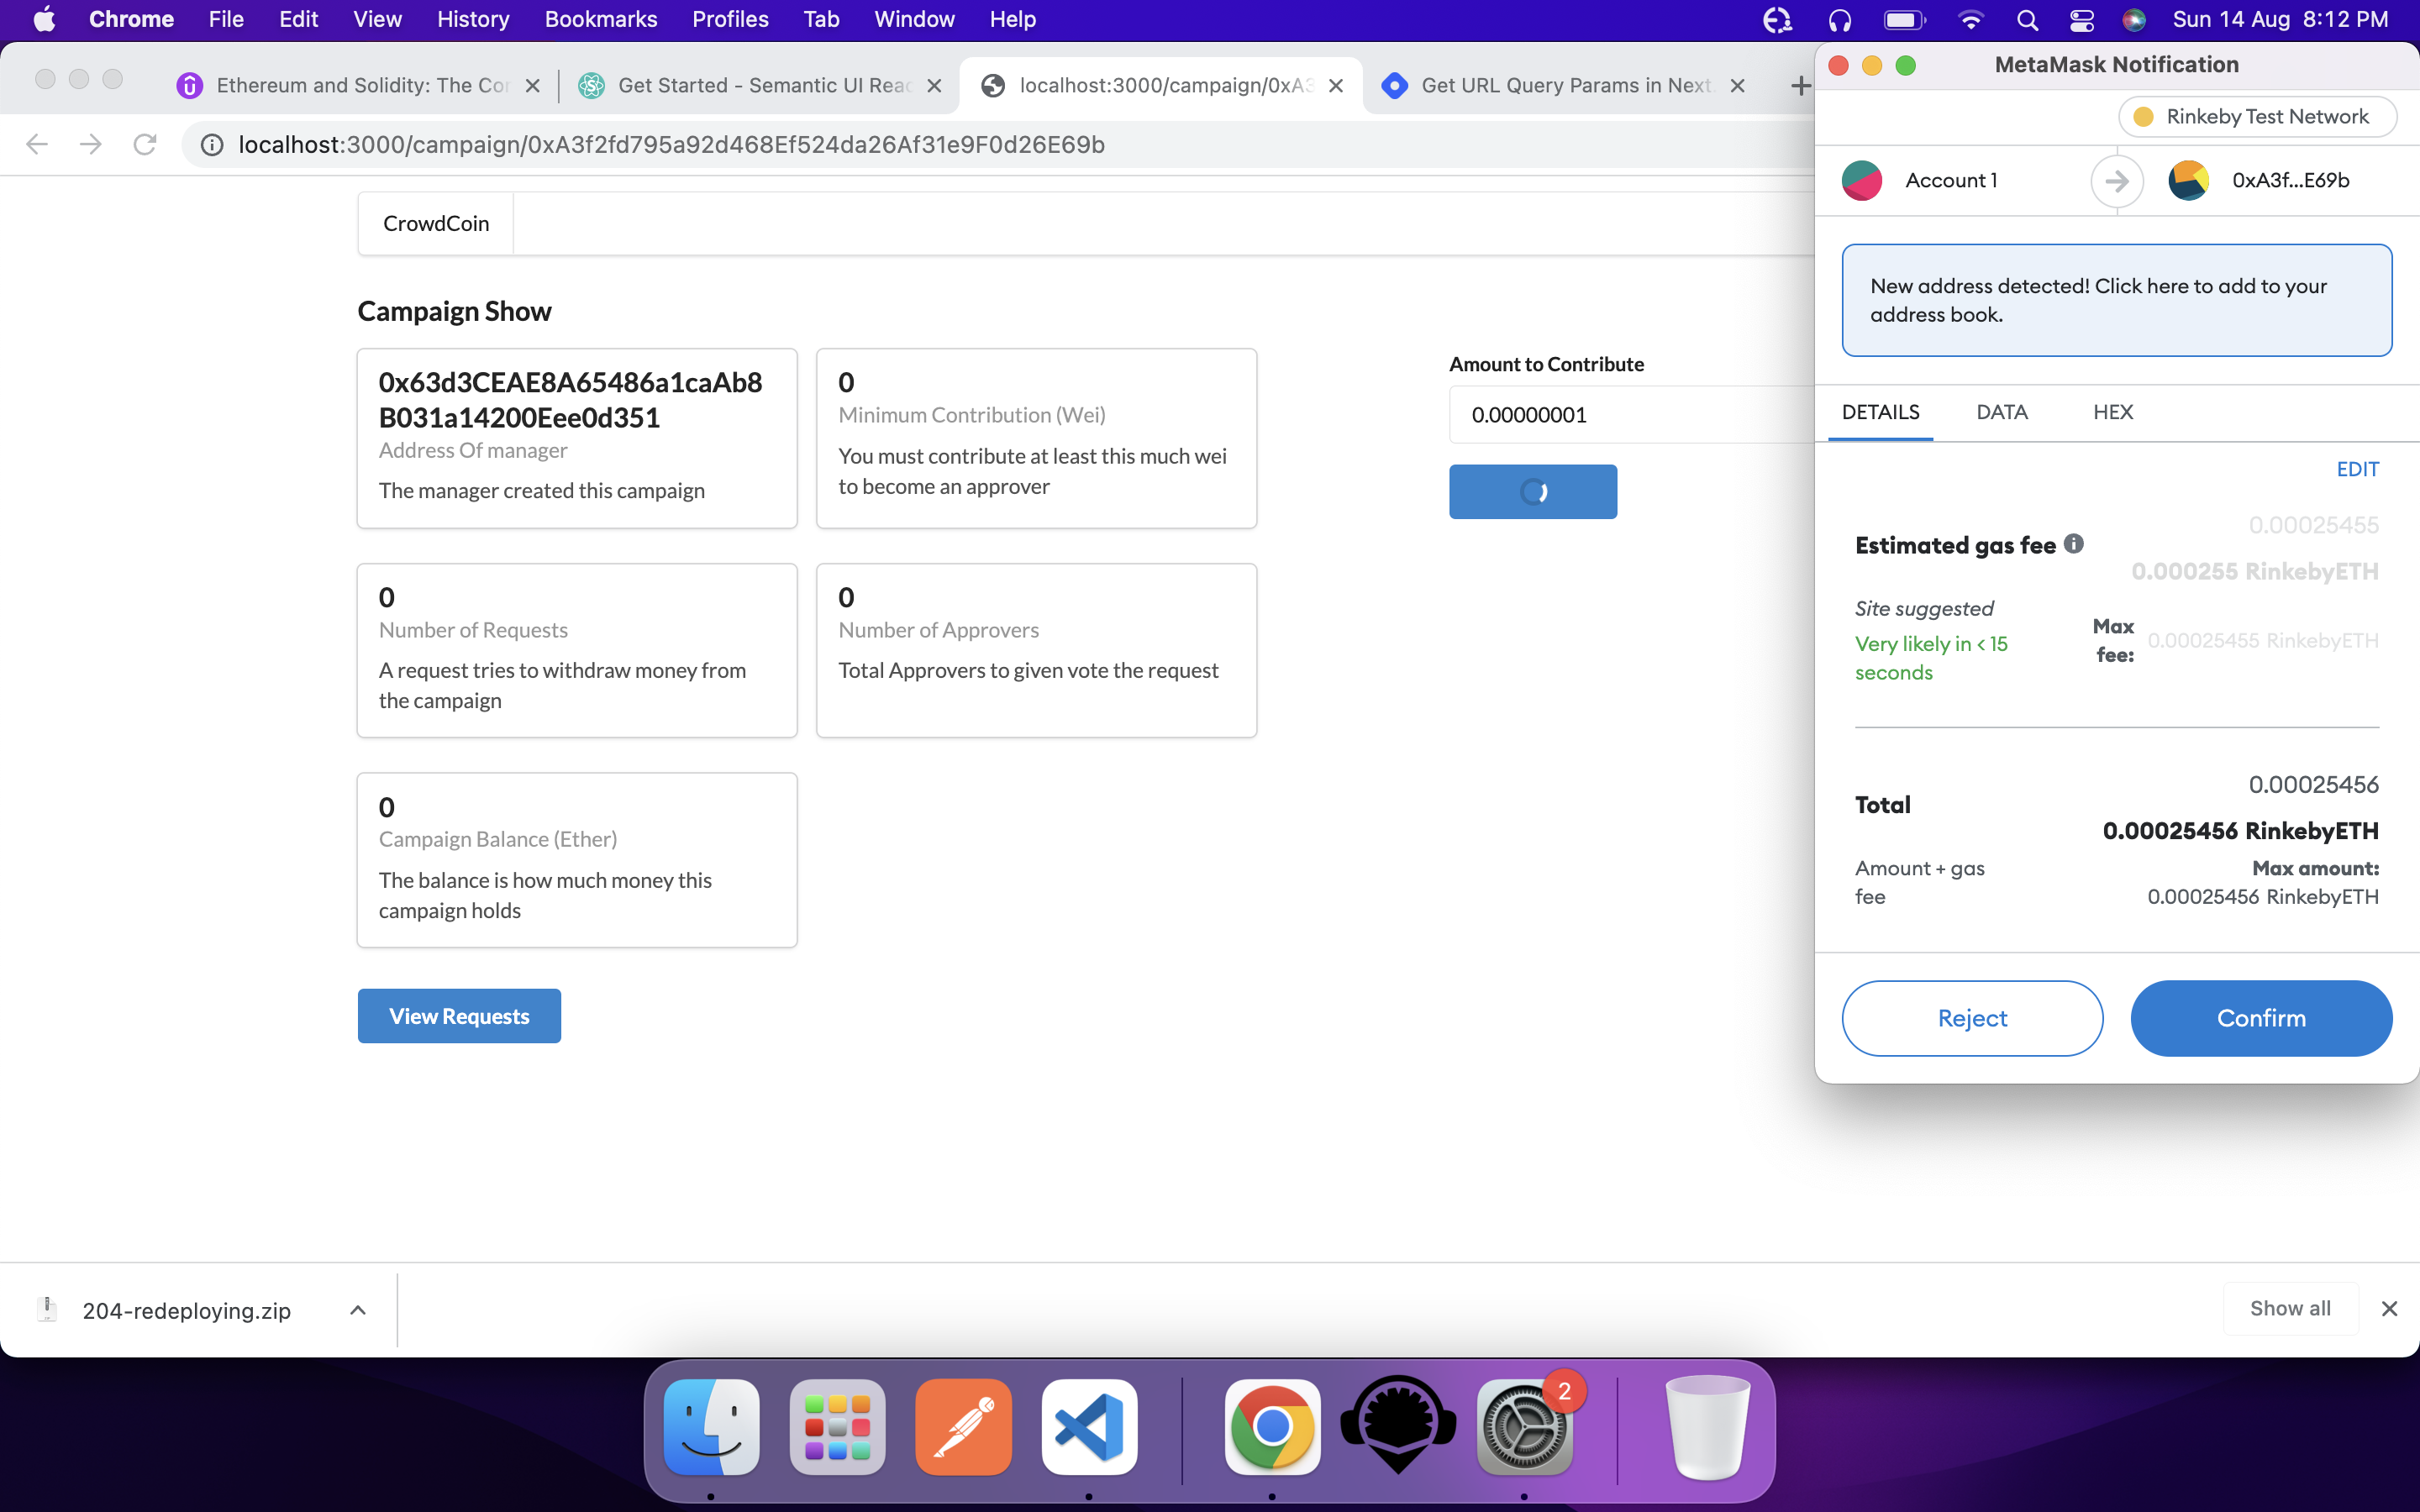 Chrome File Edit View History Bookmarks Profiles Tab Window Help Sun 14 Aug 8:12 PM
Ethereum and Solidity: The Cor
Get Started - Semantic UI Reac
localhost:3000/campaign/0xA3
Get URL Query Params in Next.
localhost:3000/campaign/0xA3f2fd795a92d468Ef524da26Af31e9F0d26E69b
CrowdCoin
Campaign Show
0x63d3CEAE8A65486a1caAb8
B031a14200Eee0d351
Address Of manager
The manager created this campaign
0
Minimum Contribution (Wei)
You must contribute at least this much wei
to become an approver
0
Number of Requests
A request tries to withdraw money from
the campaign
0
Number of Approvers
Total Approvers to given vote the request
0
Campaign Balance (Ether)
The balance is how much money this
campaign holds
View Requests
Amount to Contribute
0.00000001
MetaMask Notification
Rinkeby Test Network
Account 1
0xA3f...E69b
New address detected! Click here to add to your
address book.
DETAILS DATA HEX
EDIT
Estimated gas fee
0.00025455
0.000255 RinkebyETH
Site suggested
Very likely in < 15
seconds
Max
fee:
0.00025455 RinkebyETH
Total
0.00025456
0.00025456 RinkebyETH
Amount + gas
fee
Max amount:
0.00025456 RinkebyETH
Reject
Confirm
204-redeploying.zip
Show all
2